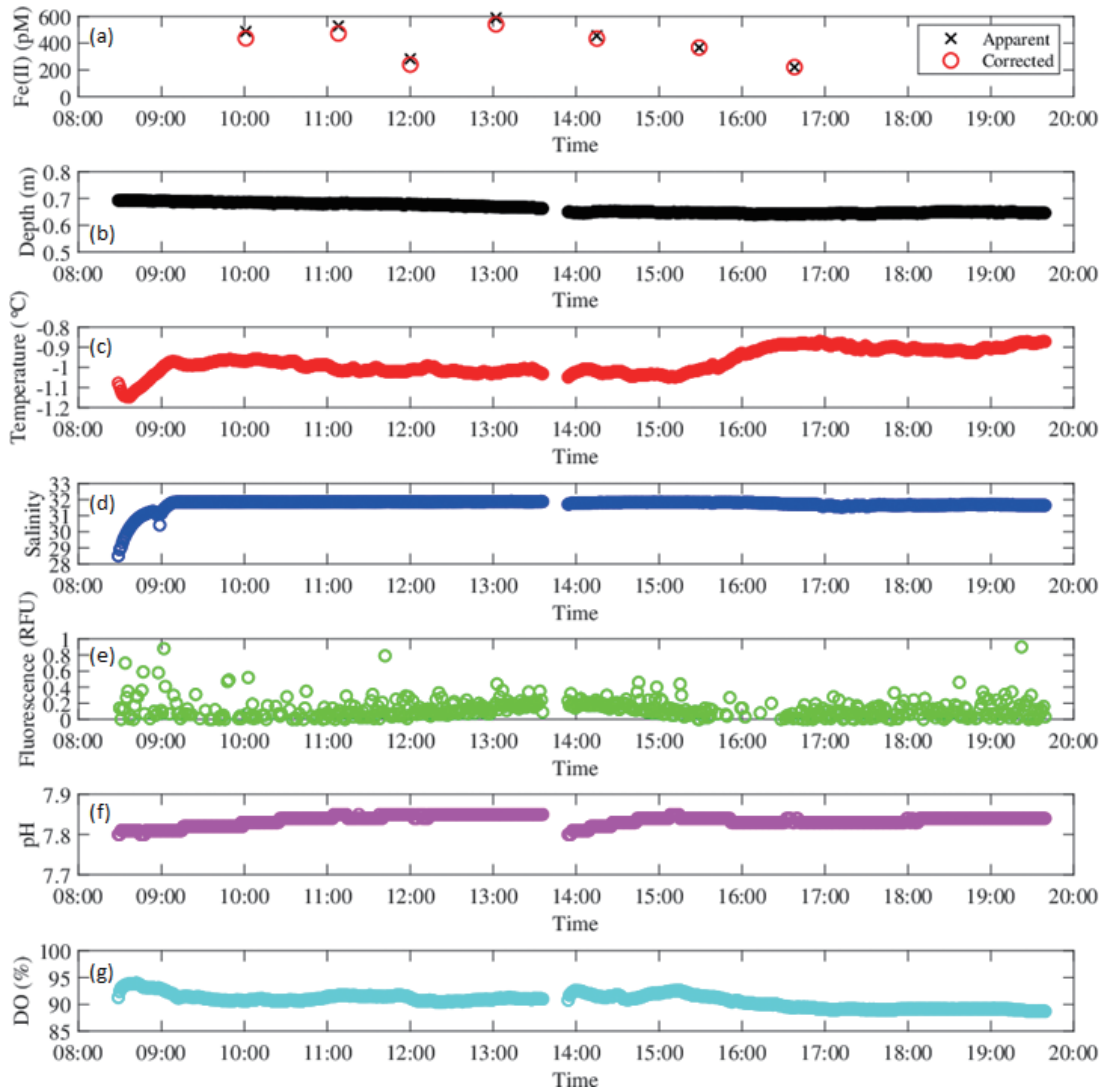 Fe(II) (pM)
600
400
200
0
(a)
Apparent
Corrected
08:00 09:00 10:00 11:00 12:00 13:00 14:00 15:00 16:00 17:00 18:00 19:00 20:00
Time
Depth (m)
0.8
0.7
0.6
0.5
(b)
08:00 09:00 10:00 11:00 12:00 13:00 14:00 15:00 16:00 17:00 18:00 19:00 20:00
Time
Temperature (°C)
-0.8
-0.9
-1
-1.1
-1.2
(c)
08:00 09:00 10:00 11:00 12:00 13:00 14:00 15:00 16:00 17:00 18:00 19:00 20:00
Time
Salinity
33
32
31
30
29
28
(d)
08:00 09:00 10:00 11:00 12:00 13:00 14:00 15:00 16:00 17:00 18:00 19:00 20:00
Time
Fluorescence (RFU)
1
0.8
0.6
0.4
0.2
0
(e)
08:00 09:00 10:00 11:00 12:00 13:00 14:00 15:00 16:00 17:00 18:00 19:00 20:00
Time
pH
7.9
7.8
7.7
(f)
08:00 09:00 10:00 11:00 12:00 13:00 14:00 15:00 16:00 17:00 18:00 19:00 20:00
Time
DO (%)
100
95
90
85
(g)
08:00 09:00 10:00 11:00 12:00 13:00 14:00 15:00 16:00 17:00 18:00 19:00 20:00
Time